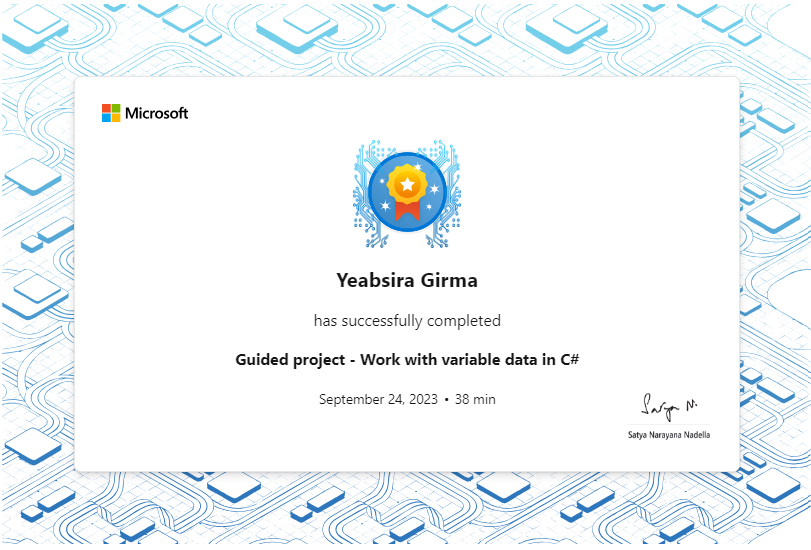 Microsoft
Yeabsira Girma
has successfully completed
Guided project - Work with variable data in C#
September 24, 2023 • 38 min
Satya N.
Satya Narayana Nadella